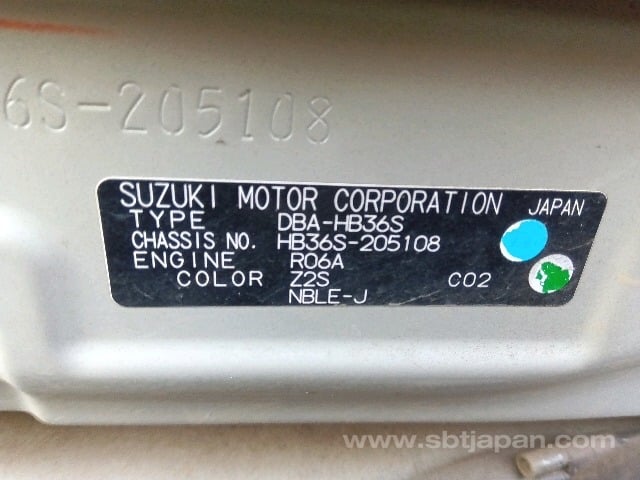 6S-205108
SUZUKI MOTOR CORPORATION JAPAN
TYPE DBA-HB36S
CHASSIS NO. HB36S-205108
ENGINE R06A
COLOR Z2S C02
NBLE-J
www.sbtjapan.com